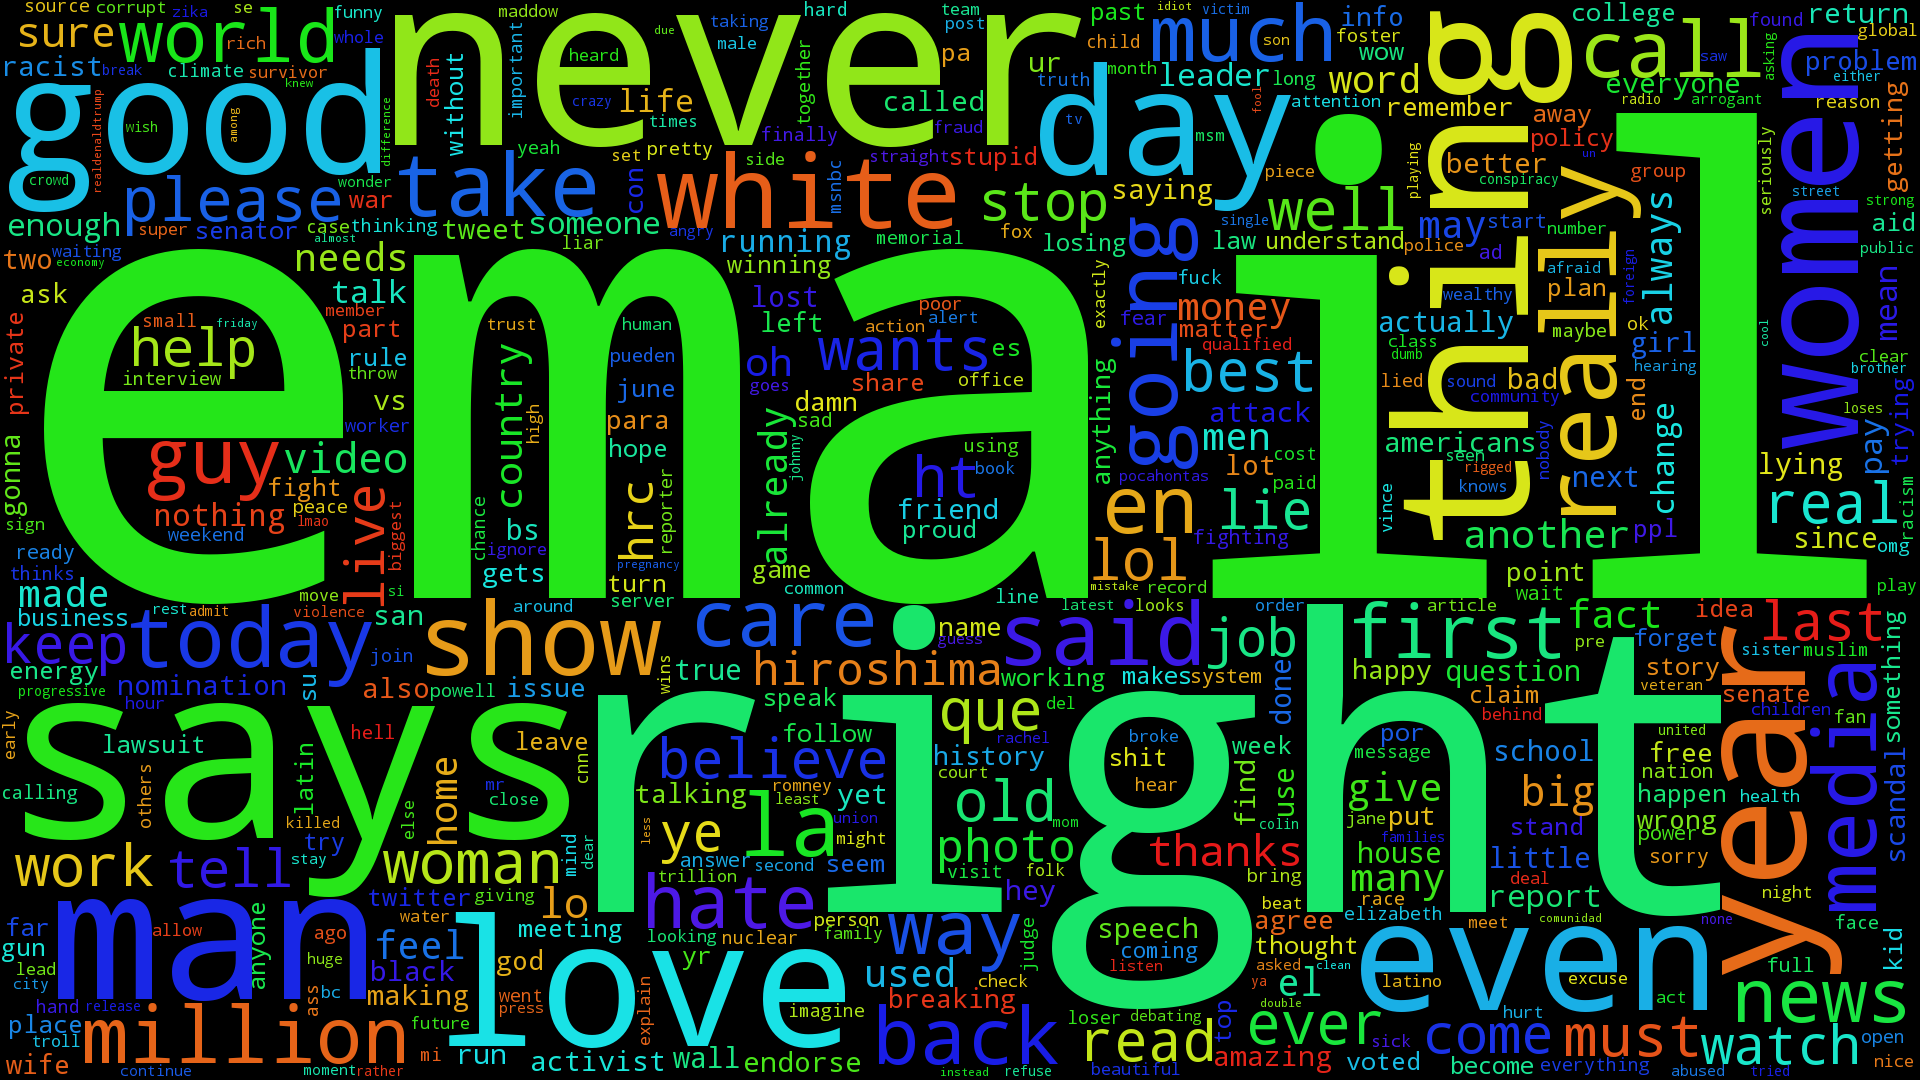 source corrupt zika se funny maddow taking hard team post past idiot victim info college found return
sure world rich whole never important male due heard child much son foster wow call saw asking global
racist break climate survivor knew death without life times together pa ur truth month leader long word everyone problem either
good wish crowd among realdonaldtrump difference yeah called crazy finally fraud day tv msm fool attention remember thing radio arrogant reason women getting
please take wonder set pretty side straight stupid white stop saying piece away policy un better conspiracy group really always seriously street strong aid
enough super senator war case thinking almost tweet someone con msnbc liar angry running memorial fox losing single well law understand police may start ad number public
two waiting economy needs winning going fuck playing afraid plan foreign
ask talk member email lost poor action alert left exactly fear money wealthy actually maybe ok girl mean clear brother
private small friday help interview part rule throw trust human pueden country oh wants es goes share office matter qualified class dumb lied bad hearing cool trying
vs worker high june para hope damn sad best attack men sound community americans seen end change loses
gonna sign guy video fight nothing peace lmao weekend chance bs ignore hrc reporter already johnny using ht book friend proud anything pocahontas en lot cost paid lie fighting vince rigged knows nobody next ppl another lying pay real since omg racism
ready thinks live biggest si gets pregnancy turn game common lol mistake record point wait play
made business rest admit move violence san around server line latest looks order article fact idea last
keep today show care name guess said job first pre forget sister muslim something
energy progressive nomination hour join su also powell issue wins true hiroshima speak working makes system done happy question claim behind story veteran senate children fan
early says lawsuit hell leave cnn right follow que del rachel history week broke shit hear por message school united free nation media year scandal
calling others latin killed else home mr close believe talking romney least yet union might court old find use give jane put families big stand happen health power wrong
work tell try stay woman mind dear less ye la answer second seem photo visit colin mom folk thanks bring house many little deal sorry report night
man far gun anyone twitter water giving lo hate trillion person family hey way beat race agree elizabeth meet comunidad none face
lead city allow ago huge feel black love meeting god looking nuclear yr judge speech coming listen thought asked clean even latino excuse full kid
hand release ass bc making went press explain imagine check used breaking ya el double act news
place troll million future mi run activist wall endorse back loser debating read top ever sick hurt come must watch open
wife continue moment rather beautiful instead refuse amazing voted become everything abused tried nice